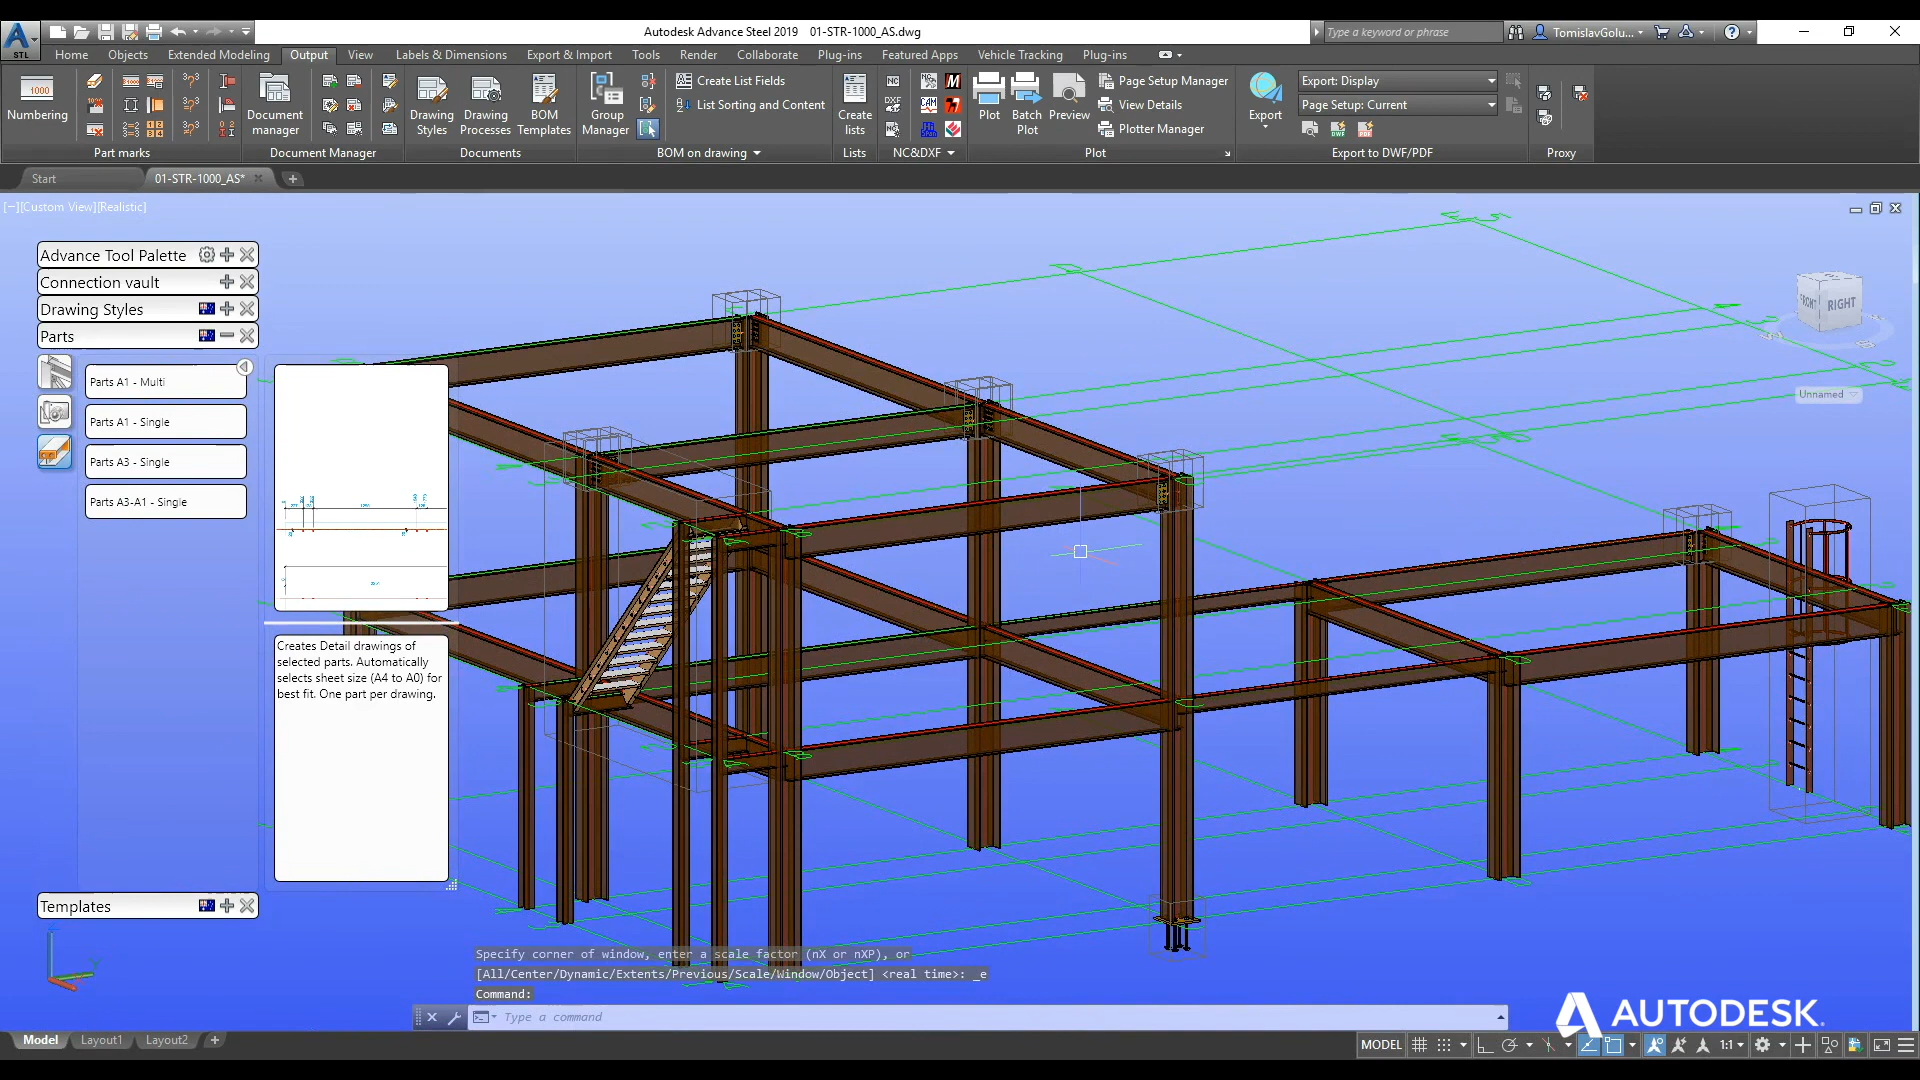 STL
Autodesk Advance Steel 2019 01-STR-1000_AS.dwg
Type a keyword or phrase
TomislavGolu...
Home Objects Extended Modeling Output View Labels & Dimensions Export & Import Tools Render Collaborate Plug-ins Featured Apps Vehicle Tracking Plug-ins
Numbering
Part marks
Document manager
Document Manager
Drawing Styles
Drawing Processes
BOM Templates
Documents
Group Manager
Create List Fields
List Sorting and Content
BOM on drawing
Create lists
Lists
NC&DXF
Plot
Batch Plot
Preview
Page Setup Manager
View Details
Plotter Manager
Plot
Export
Export: Display
Page Setup: Current
Export to DWF/PDF
Proxy
Start
01-STR-1000_AS*
[−][Custom View][Realistic]
Advance Tool Palette
Connection vault
Drawing Styles
Parts
Parts A1 - Multi
Parts A1 - Single
Parts A3 - Single
Parts A3-A1 - Single
Creates Detail drawings of
selected parts. Automatically
selects sheet size (A4 to A0) for
best fit. One part per drawing.
Templates
FRONT RIGHT
Unnamed
Specify corner of window, enter a scale factor (nX or nXP), or
[All/Center/Dynamic/Extents/Previous/Scale/Window/Object] <real time>: _e
Command:
Type a command
AUTODESK.
Model Layout1 Layout2
MODEL
1:1